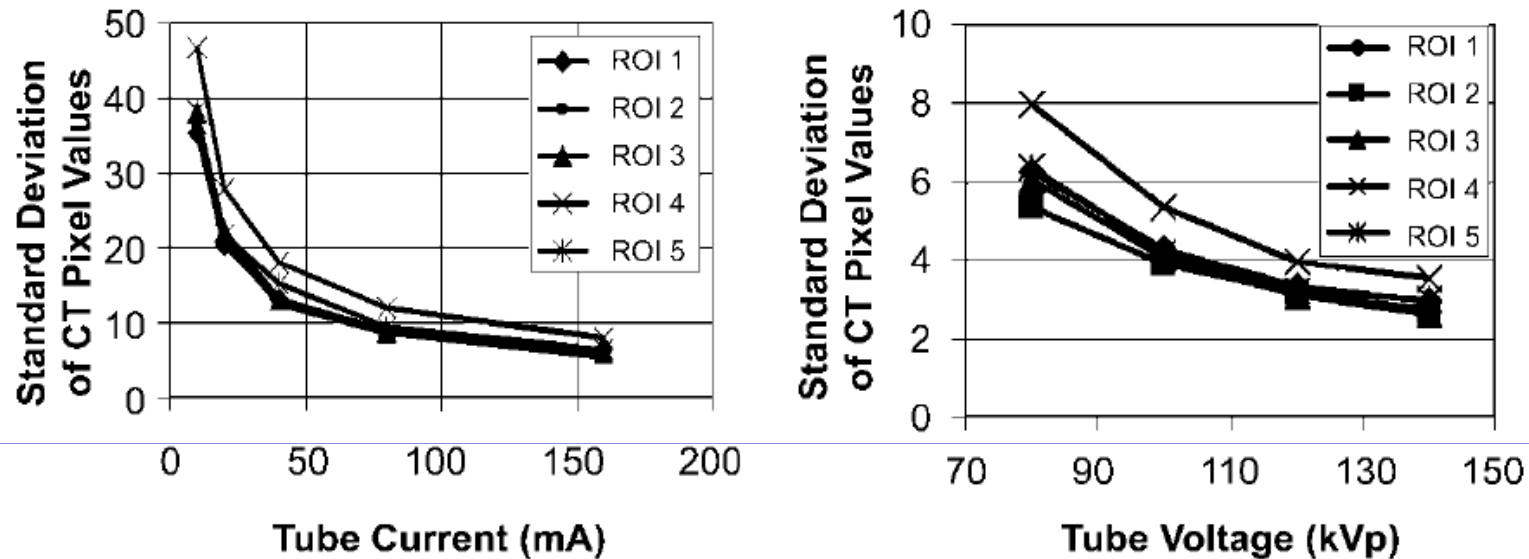 Standard Deviation
of CT Pixel Values
50
40
30
20
10
0
0 50 100 150 200
Tube Current (mA)
ROI 1
ROI 2
ROI 3
ROI 4
ROI 5
Standard Deviation
of CT Pixel Values
10
8
6
4
2
0
70 90 110 130 150
Tube Voltage (kVp)
ROI 1
ROI 2
ROI 3
ROI 4
ROI 5